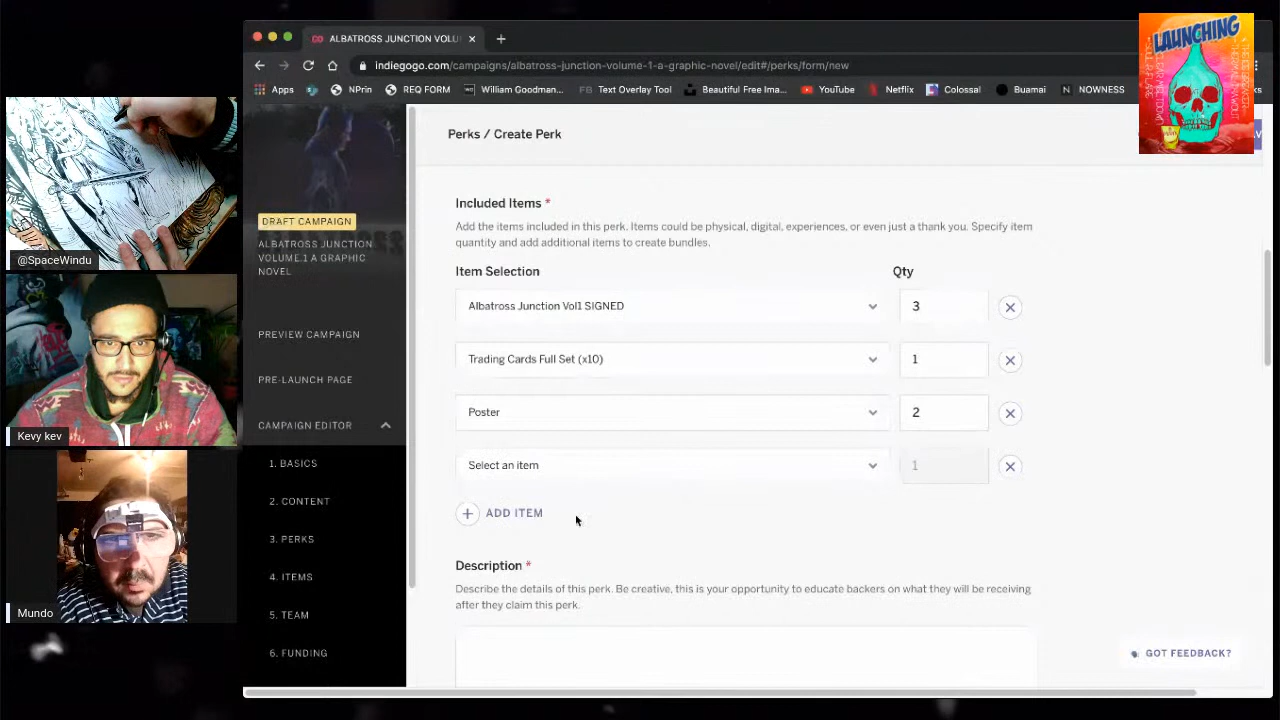 ALBATROSS JUNCTION VOLU
indiegogo.com/campaigns/albatross-junction-volume-1-a-graphic-novel/edit#/perks/form/new
Apps
NPrin
REQ FORM
William Goodman...
Text Overlay Tool
Beautiful Free Ima...
YouTube
Netflix
Colossal
Buamai
NOWNESS
LAUNCHING
@SpaceWindu
Kevy kev
Mundo
DRAFT CAMPAIGN
ALBATROSS JUNCTION
VOLUME.1 A GRAPHIC
NOVEL
PREVIEW CAMPAIGN
PRE-LAUNCH PAGE
CAMPAIGN EDITOR
1. BASICS
2. CONTENT
3. PERKS
4. ITEMS
5. TEAM
6. FUNDING
Perks / Create Perk
Included Items *
Add the items included in this perk. Items could be physical, digital, experiences, or even just a thank you. Specify item
quantity and add additional items to create bundles.
Item Selection Qty
Albatross Junction Vol1 SIGNED 3
Trading Cards Full Set (x10) 1
Poster 2
Select an item 1
+ ADD ITEM
Description *
Describe the details of this perk. Be creative, this is your opportunity to educate backers on what they will be receiving
after they claim this perk.
GOT FEEDBACK?